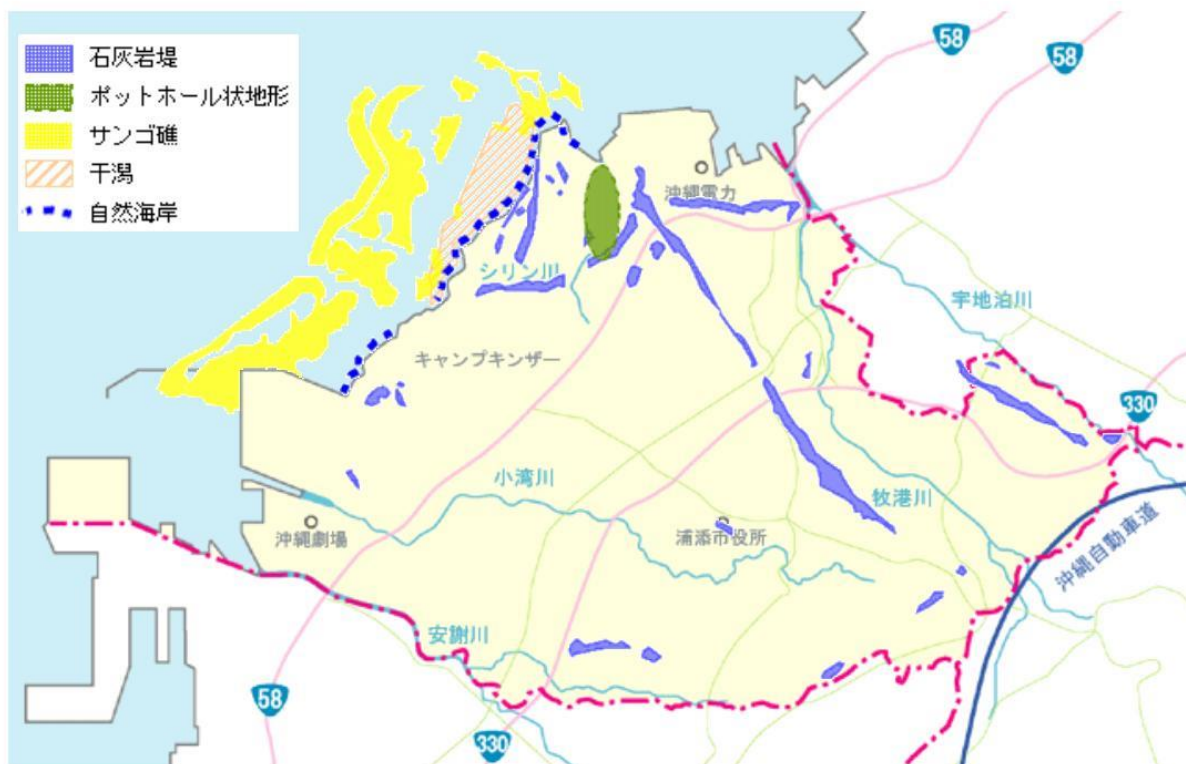 石灰岩堤
ポットホール状地形
サンゴ礁
干潟
自然海岸
58
58
沖縄電力
シリン川
宇地泊川
キャンプキンザー
330
小湾川
牧港川
沖縄劇場
浦添市役所
沖縄自動車道
安謝川
58
330